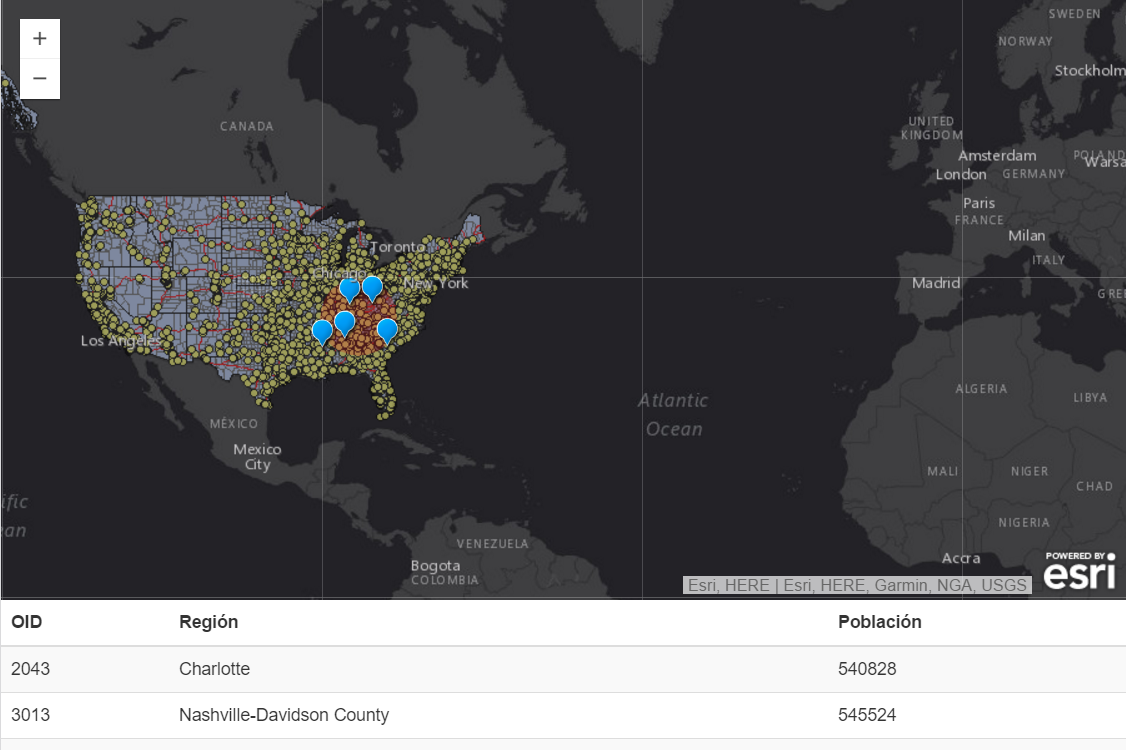 +
−
SWEDEN
NORWAY
Stockholm
CANADA
UNITED
KINGDOM
Amsterdam
POLAND
Warsa
London
GERMANY
Paris
FRANCE
Milan
ITALY
Toronto
Chicago
New York
Madrid
GRE
Los Angeles
ALGERIA
LIBYA
Atlantic
Ocean
MÉXICO
Mexico
City
MALI
NIGER
CHAD
ific
ean
NIGERIA
VENEZUELA
Bogota
COLOMBIA
Accra
POWERED BY
esri
Esri, HERE | Esri, HERE, Garmin, NGA, USGS
OID Región Población
2043 Charlotte 540828
3013 Nashville-Davidson County 545524